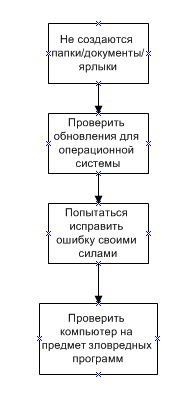 Не создаются
папки/документы/
ярлыки
Проверить
обновления для
операционной
системы
Попытаться
исправить
ошибку своими
силами
Проверить
компьютер на
предмет зловредных
программ